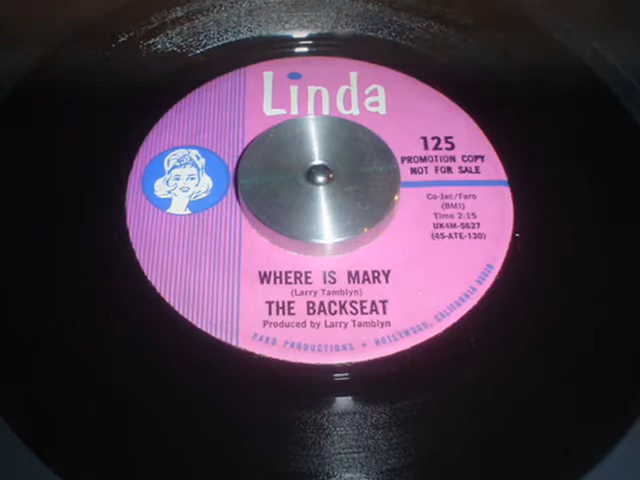 Linda
125
PROMOTION COPY
NOT FOR SALE
Co-Jac/Faro
(BMI)
Time 2:15
UK4M-5627
(45-ATE-130)
WHERE IS MARY
(Larry Tamblyn)
THE BACKSEAT
Produced by Larry Tamblyn
FARO PRODUCTIONS • HOLLYWOOD, CALIFORNIA